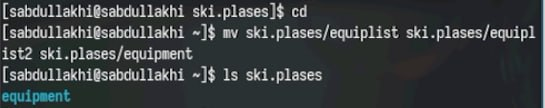 [sabdullakhi@sabdullakhi ski.plases]$ cd
[sabdullakhi@sabdullakhi ~]$ mv ski.plases/equiplist ski.plases/equipl
ist2 ski.plases/equipment
[sabdullakhi@sabdullakhi ~]$ ls ski.plases
equipment